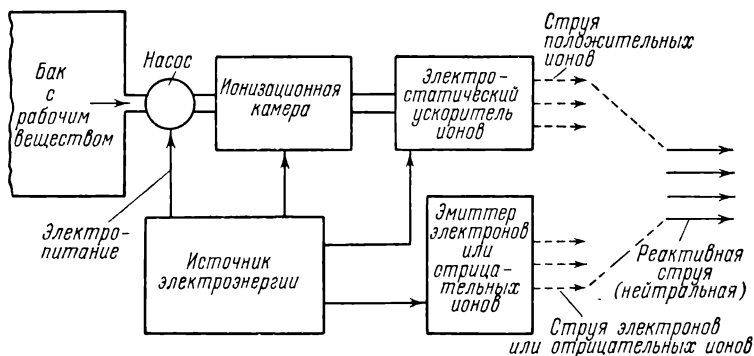 Бак
с
рабочим
веществом
Насос
Ионизационная
камера
Электро-
статический
ускоритель
ионов
Струя
положительных
ионов
Электро-
питание
Источник
электроэнергии
Эмиттер
электронов
или
отрица-
тельных
ионов
Реактивная
струя
(нейтральная)
Струя электронов
или отрицательных ионов